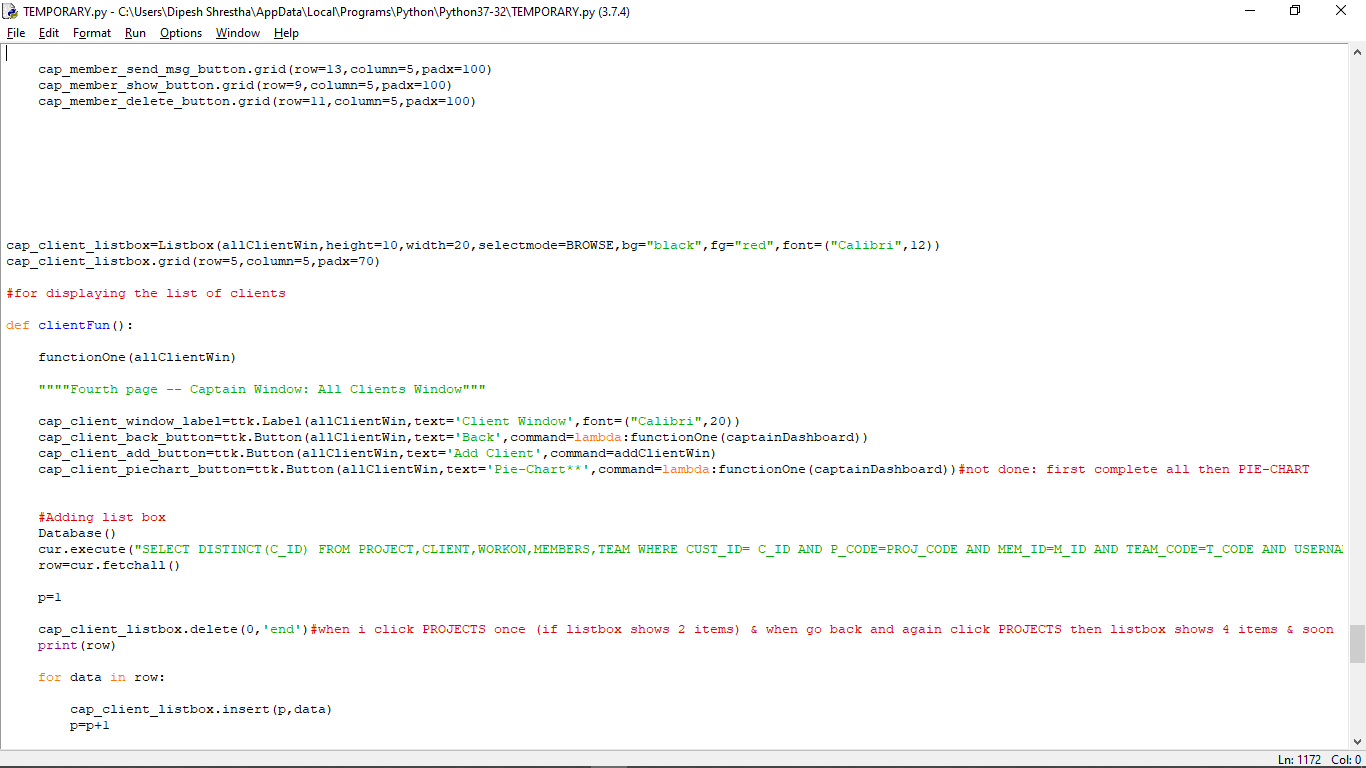 TEMPORARY.py - C:\Users\Dipesh Shrestha\AppData\Local\Programs\Python\Python37-32\TEMPORARY.py (3.7.4)
File Edit Format Run Options Window Help
    cap_member_send_msg_button.grid(row=13,column=5,padx=100)
    cap_member_show_button.grid(row=9,column=5,padx=100)
    cap_member_delete_button.grid(row=11,column=5,padx=100)
cap_client_listbox=Listbox(allClientWin,height=10,width=20,selectmode=BROWSE,bg="black",fg="red",font=("Calibri",12))
cap_client_listbox.grid(row=5,column=5,padx=70)
#for displaying the list of clients
def clientFun():
    functionOne(allClientWin)
    """"Fourth page -- Captain Window: All Clients Window"""
    cap_client_window_label=ttk.Label(allClientWin,text='Client Window',font=("Calibri",20))
    cap_client_back_button=ttk.Button(allClientWin,text='Back',command=lambda:functionOne(captainDashboard))
    cap_client_add_button=ttk.Button(allClientWin,text='Add Client',command=addClientWin)
    cap_client_piechart_button=ttk.Button(allClientWin,text='Pie-Chart**',command=lambda:functionOne(captainDashboard))#not done: first complete all then PIE-CHART
    #Adding list box
    Database()
    cur.execute("SELECT DISTINCT(C_ID) FROM PROJECT,CLIENT,WORKON,MEMBERS,TEAM WHERE CUST_ID= C_ID AND P_CODE=PROJ_CODE AND MEM_ID=M_ID AND TEAM_CODE=T_CODE AND USERNA
    row=cur.fetchall()
    p=1
    cap_client_listbox.delete(0,'end')#when i click PROJECTS once (if listbox shows 2 items) & when go back and again click PROJECTS then listbox shows 4 items & soon
    print(row)
    for data in row:
        cap_client_listbox.insert(p,data)
        p=p+1
Ln: 1172 Col: 0